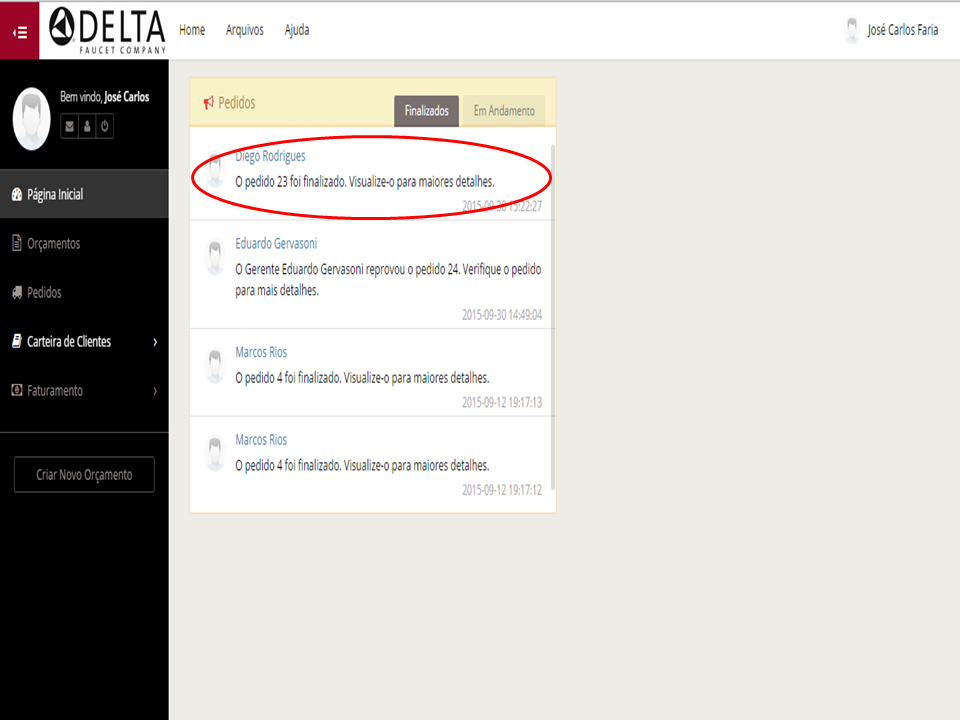 DELTA
FAUCET COMPANY
Home Arquivos Ajuda
José Carlos Faria
Bem vindo, José Carlos
Página Inicial
Orçamentos
Pedidos
Carteira de Clientes
Faturamento
Criar Novo Orçamento
Pedidos
Finalizados Em Andamento
Diego Rodrigues
O pedido 23 foi finalizado. Visualize-o para maiores detalhes.
2015-09-30 15:22:27
Eduardo Gervasoni
O Gerente Eduardo Gervasoni reprovou o pedido 24. Verifique o pedido
para mais detalhes.
2015-09-30 14:49:04
Marcos Rios
O pedido 4 foi finalizado. Visualize-o para maiores detalhes.
2015-09-12 19:17:13
Marcos Rios
O pedido 4 foi finalizado. Visualize-o para maiores detalhes.
2015-09-12 19:17:12